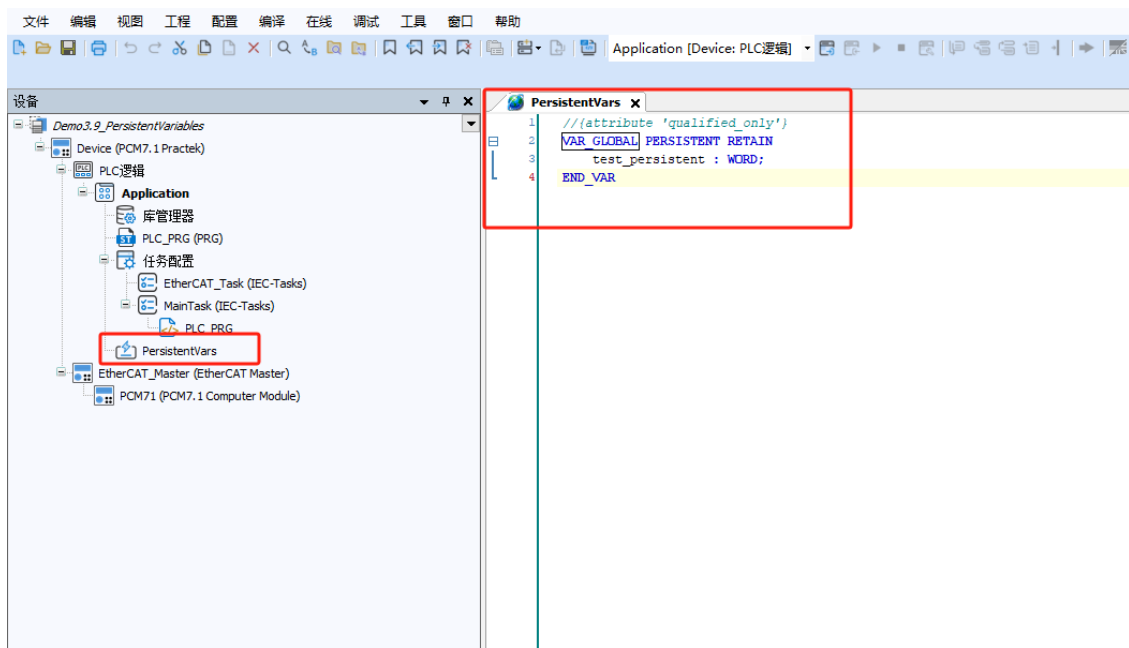 文件 编辑 视图 工程 配置 编译 在线 调试 工具 窗口 帮助
Application [Device: PLC逻辑]
设备
Demo3.9_PersistentVariables
Device (PCM7.1 Practek)
PLC逻辑
Application
库管理器
PLC_PRG (PRG)
任务配置
EtherCAT_Task (IEC-Tasks)
MainTask (IEC-Tasks)
PLC_PRG
PersistentVars
EtherCAT_Master (EtherCAT Master)
PCM71 (PCM7.1 Computer Module)
PersistentVars
1 //{attribute 'qualified_only'}
2 VAR_GLOBAL PERSISTENT RETAIN
3 test_persistent : WORD;
4 END_VAR